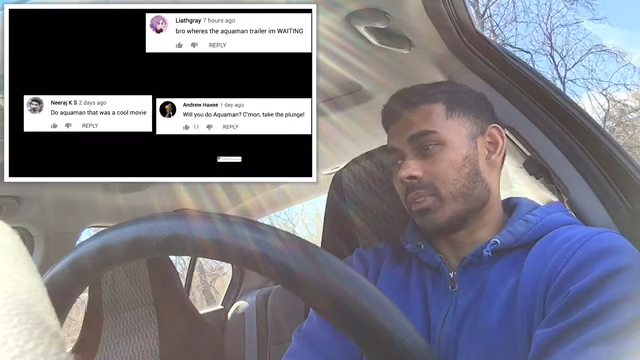 Liathgray 7 hours ago
bro wheres the aquaman trailer im WAITING
REPLY
Neeraj K S 2 days ago
Do aquaman that was a cool movie
REPLY
Andrew Haase 1 day ago
Will you do Aquaman? C'mon, take the plunge!
11 REPLY